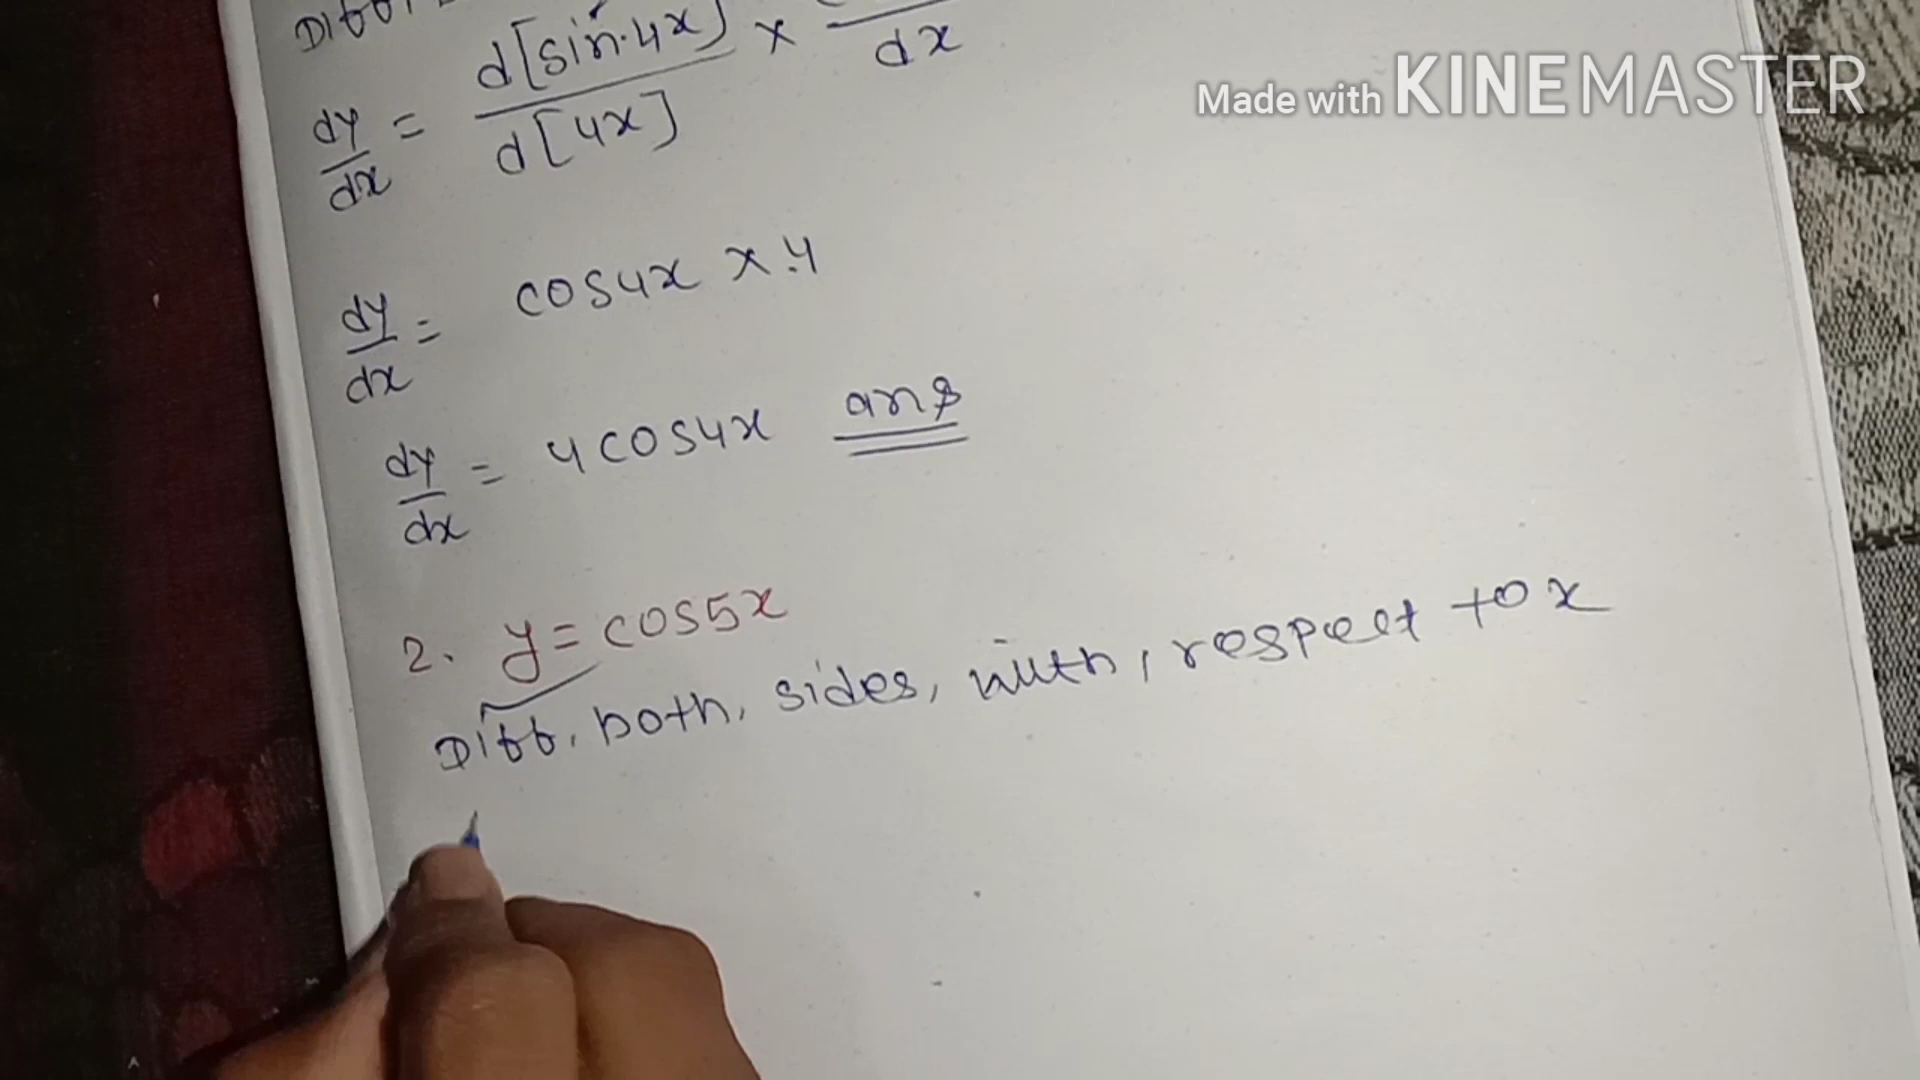 Diff.
d[sin.4x] ×
dx
dy/dx = d[4x]
Made with KINEMASTER
dy/dx = cos4x × .4
dy/dx = 4cos4x ans
2. y = cos5x
Diff. both, sides, with, respect to x